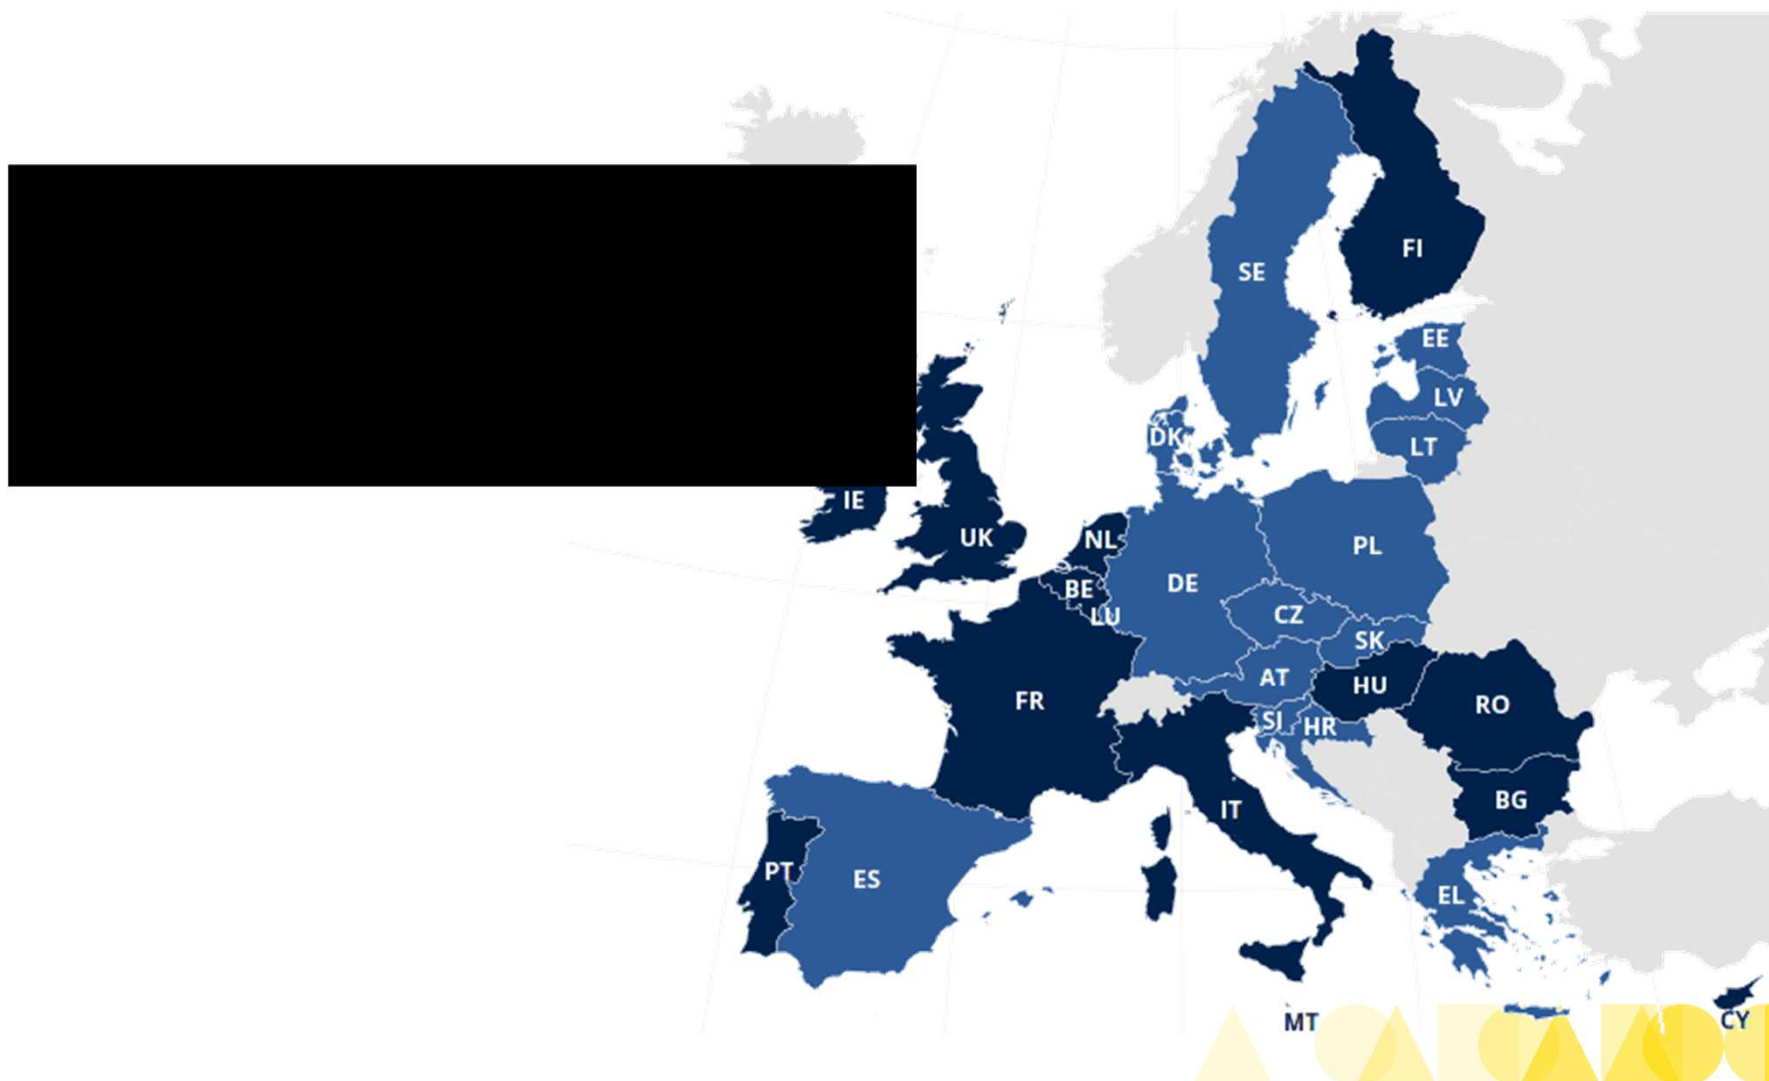 FI
SE
EE
LV
DK
LT
IE
UK
NL
PL
DE
BE
CZ
LU
SK
AT
HU
FR
RO
SI
HR
BG
IT
PT
ES
EL
MT
CY